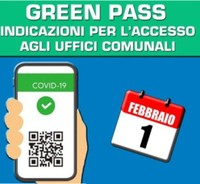 GREEN PASS
INDICAZIONI PER L'ACCESSO
AGLI UFFICI COMUNALI
COVID-19
FEBBRAIO
1